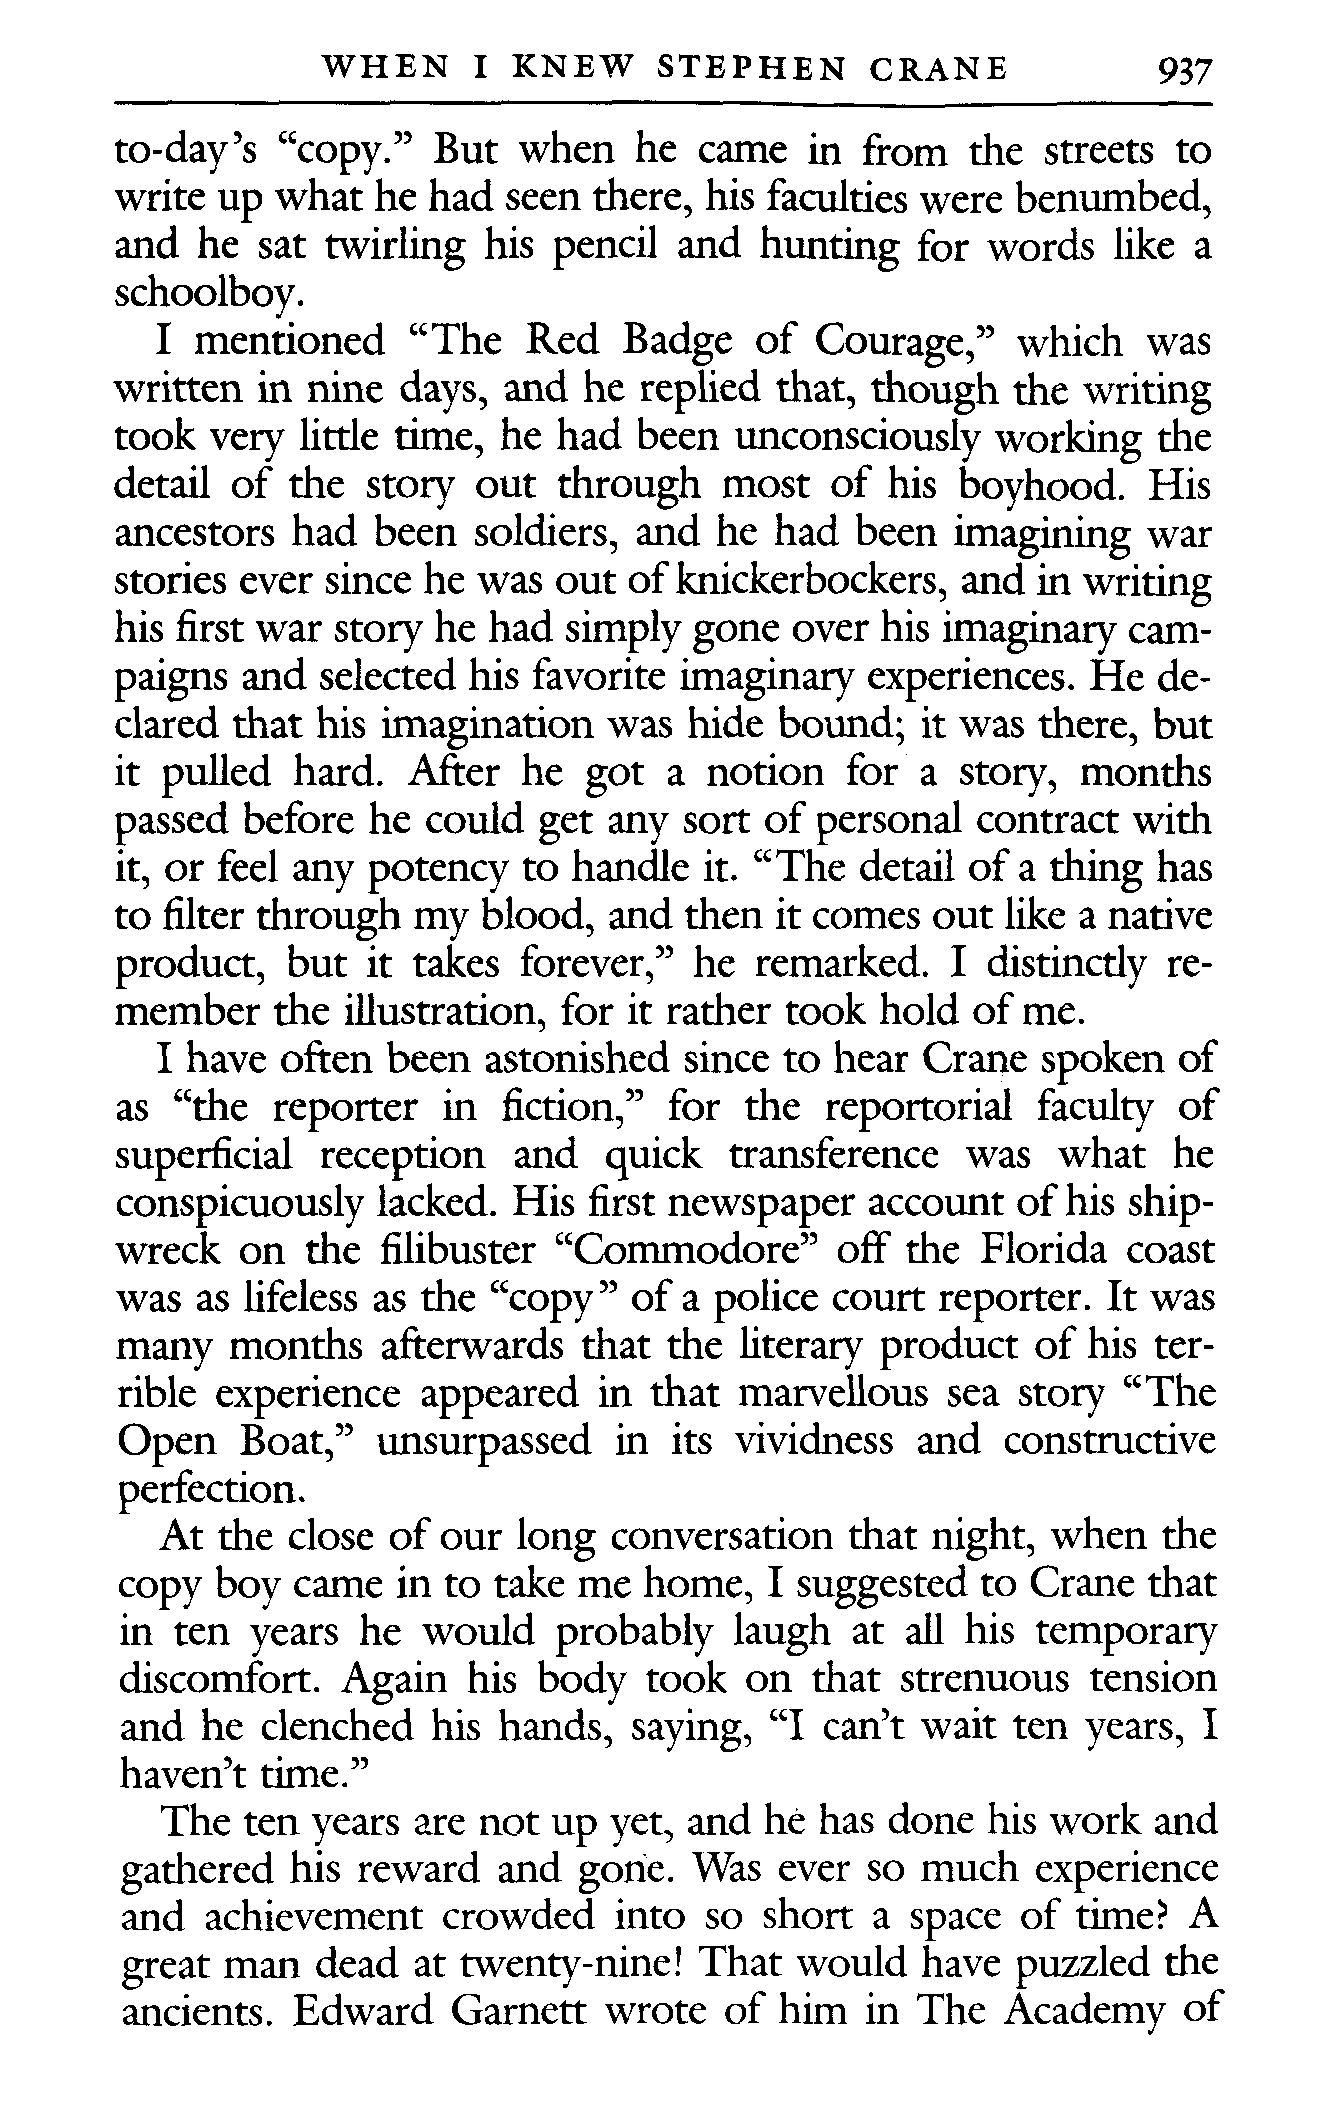 WHEN I KNEW STEPHEN CRANE 937
to-day's “copy.” But when he came in from the streets to
write up what he had seen there, his faculties were benumbed,
and he sat twirling his pencil and hunting for words like a
schoolboy.
I mentioned “The Red Badge of Courage,” which was
written in nine days, and he replied that, though the writing
took very little time, he had been unconsciously working the
detail of the story out through most of his boyhood. His
ancestors had been soldiers, and he had been imagining war
stories ever since he was out of knickerbockers, and in writing
his first war story he had simply gone over his imaginary cam-
paigns and selected his favorite imaginary experiences. He de-
clared that his imagination was hide bound; it was there, but
it pulled hard. After he got a notion for a story, months
passed before he could get any sort of personal contract with
it, or feel any potency to handle it. “The detail of a thing has
to filter through my blood, and then it comes out like a native
product, but it takes forever,” he remarked. I distinctly re-
member the illustration, for it rather took hold of me.
I have often been astonished since to hear Crane spoken of
as “the reporter in fiction,” for the reportorial faculty of
superficial reception and quick transference was what he
conspicuously lacked. His first newspaper account of his ship-
wreck on the filibuster “Commodore” off the Florida coast
was as lifeless as the “copy” of a police court reporter. It was
many months afterwards that the literary product of his ter-
rible experience appeared in that marvellous sea story “The
Open Boat,” unsurpassed in its vividness and constructive
perfection.
At the close of our long conversation that night, when the
copy boy came in to take me home, I suggested to Crane that
in ten years he would probably laugh at all his temporary
discomfort. Again his body took on that strenuous tension
and he clenched his hands, saying, “I can't wait ten years, I
haven't time.”
The ten years are not up yet, and he has done his work and
gathered his reward and gone. Was ever so much experience
and achievement crowded into so short a space of time? A
great man dead at twenty-nine! That would have puzzled the
ancients. Edward Garnett wrote of him in The Academy of